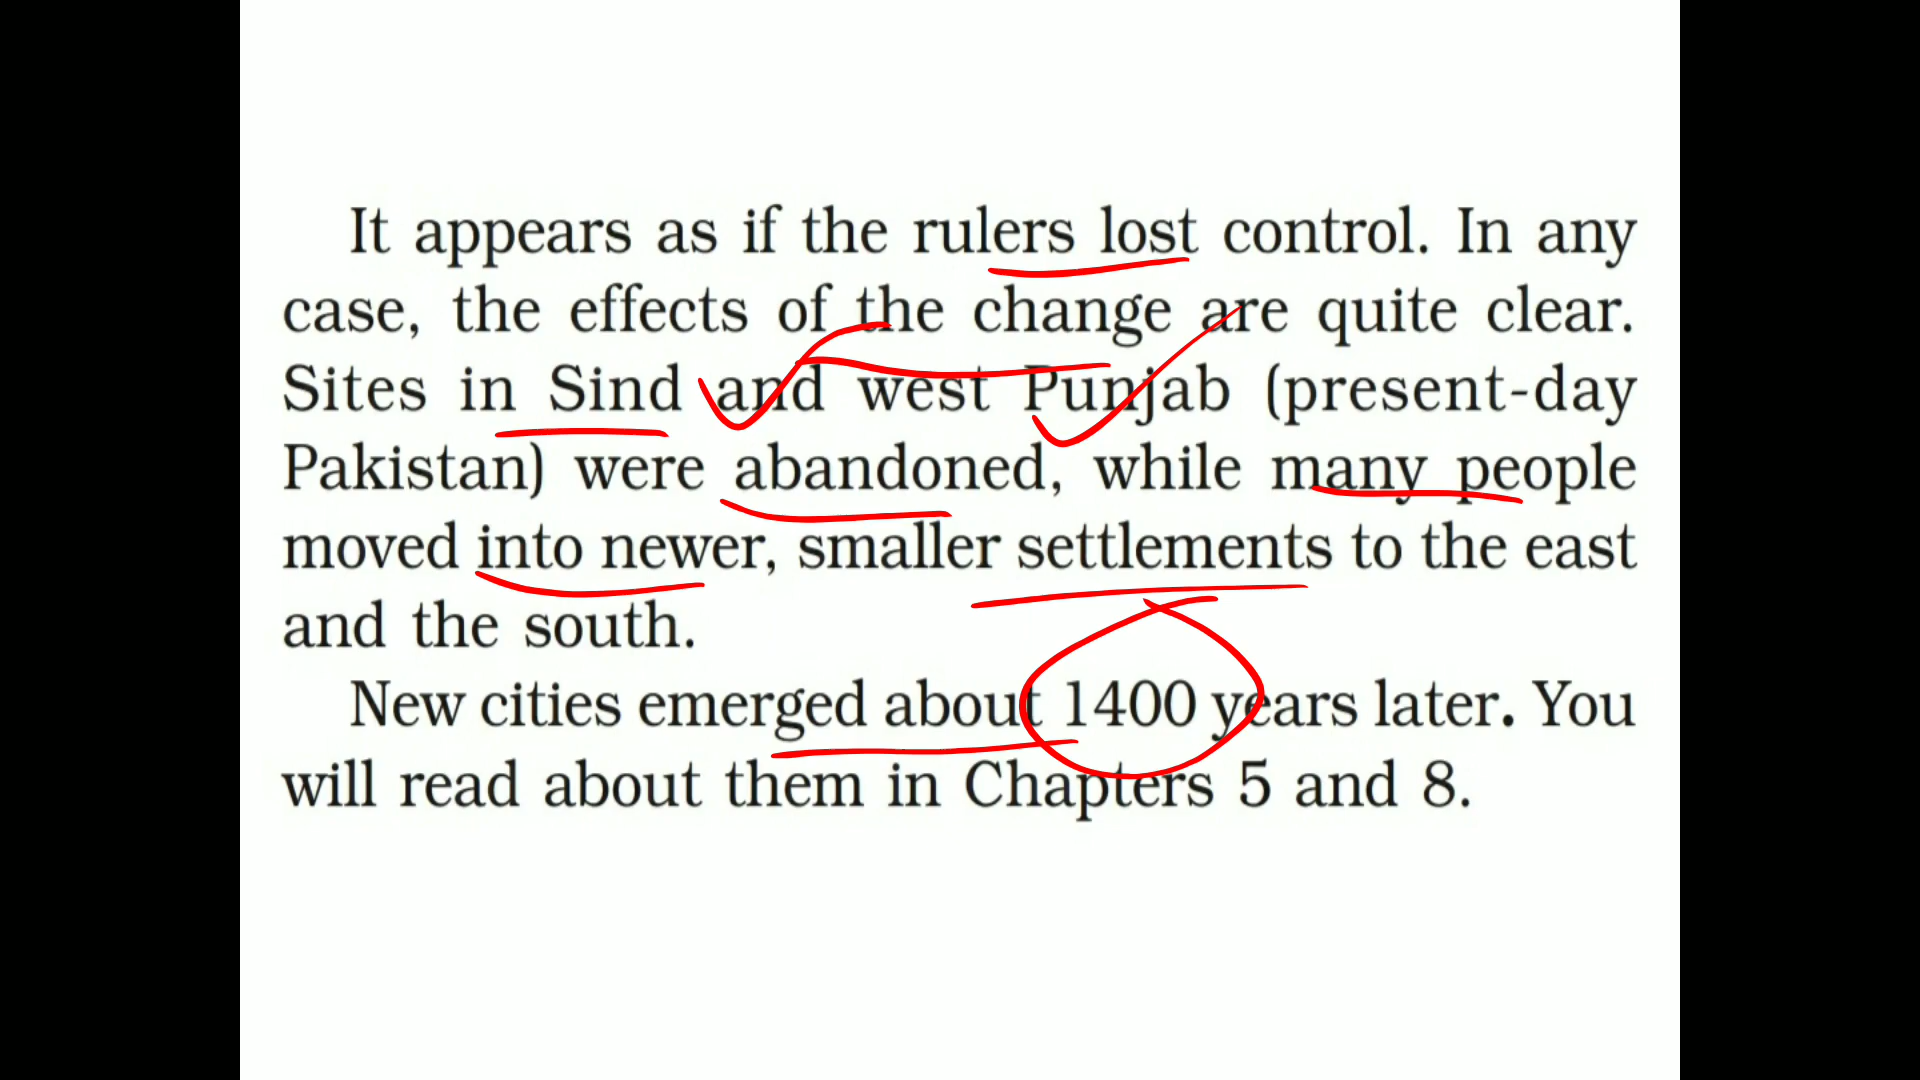 It appears as if the rulers lost control. In any
case, the effects of the change are quite clear.
Sites in Sind and west Punjab (present-day
Pakistan) were abandoned, while many people
moved into newer, smaller settlements to the east
and the south.
New cities emerged about 1400 years later. You
will read about them in Chapters 5 and 8.